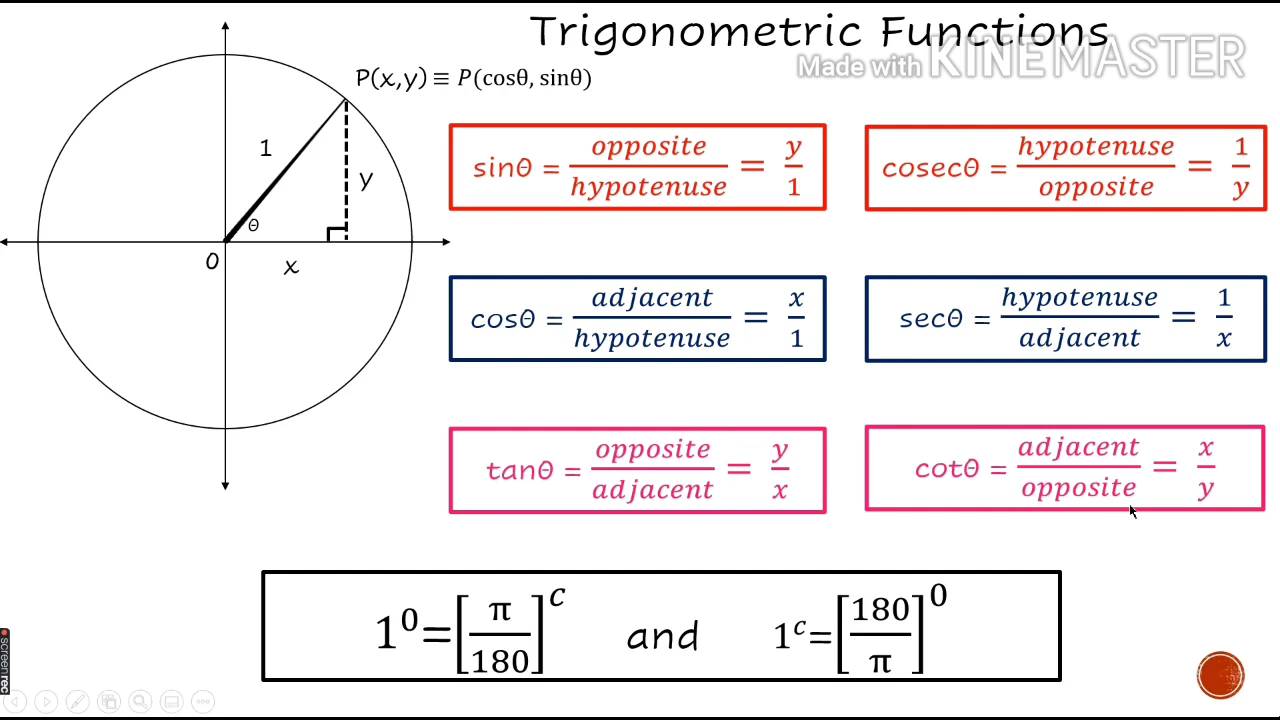 Trigonometric Functions
Made with KINEMASTER
P(x,y) ≡ P(cosθ, sinθ)
1
y
θ
0
x
sinθ = opposite/hypotenuse = y/1
cosecθ = hypotenuse/opposite = 1/y
cosθ = adjacent/hypotenuse = x/1
secθ = hypotenuse/adjacent = 1/x
tanθ = opposite/adjacent = y/x
cotθ = adjacent/opposite = x/y
1⁰=[π/180]ᶜ and 1ᶜ=[180/π]⁰
screenrec